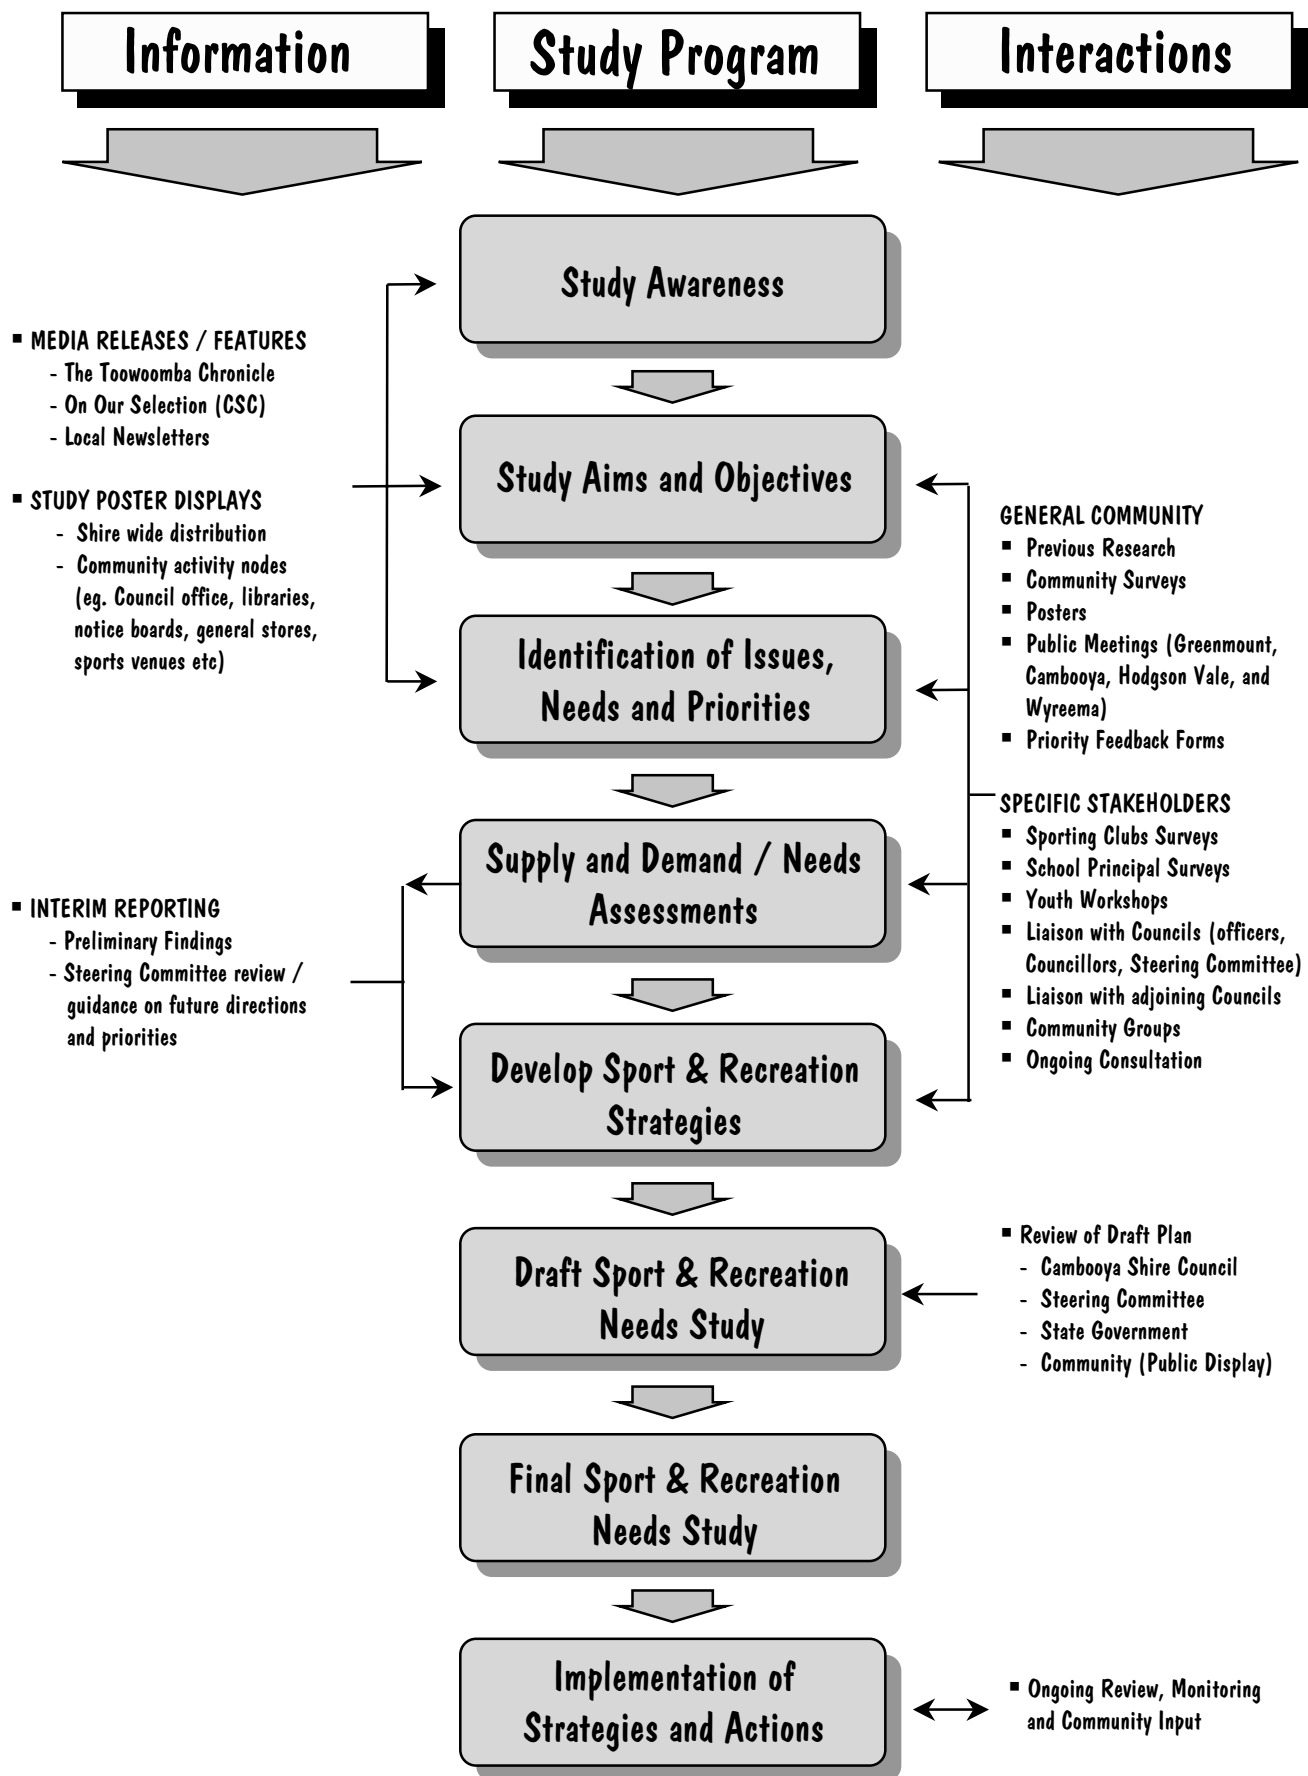 Information
Study Program
Interactions
Study Awareness
▪ MEDIA RELEASES / FEATURES
- The Toowoomba Chronicle
- On Our Selection (CSC)
- Local Newsletters
▪ STUDY POSTER DISPLAYS
- Shire wide distribution
- Community activity nodes
(eg. Council office, libraries,
notice boards, general stores,
sports venues etc)
Study Aims and Objectives
Identification of Issues,
Needs and Priorities
GENERAL COMMUNITY
▪ Previous Research
▪ Community Surveys
▪ Posters
▪ Public Meetings (Greenmount,
Cambooya, Hodgson Vale, and
Wyreema)
▪ Priority Feedback Forms
SPECIFIC STAKEHOLDERS
▪ Sporting Clubs Surveys
▪ School Principal Surveys
▪ Youth Workshops
▪ Liaison with Councils (officers,
Councillors, Steering Committee)
▪ Liaison with adjoining Councils
▪ Community Groups
▪ Ongoing Consultation
Supply and Demand / Needs
Assessments
▪ INTERIM REPORTING
- Preliminary Findings
- Steering Committee review /
guidance on future directions
and priorities
Develop Sport & Recreation
Strategies
Draft Sport & Recreation
Needs Study
▪ Review of Draft Plan
- Cambooya Shire Council
- Steering Committee
- State Government
- Community (Public Display)
Final Sport & Recreation
Needs Study
Implementation of
Strategies and Actions
▪ Ongoing Review, Monitoring
and Community Input